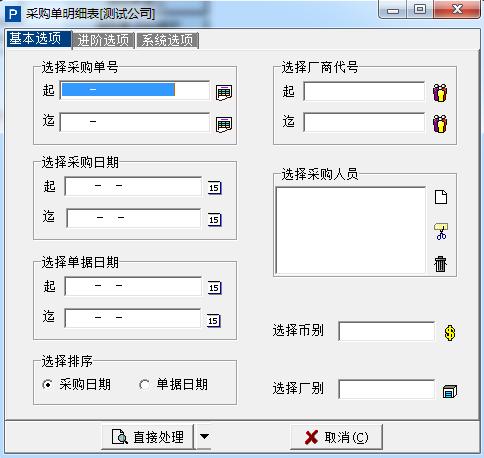 采购单明细表[测试公司]
基本选项 进阶选项 系统选项
选择采购单号
起 –
迄 –
选择采购日期
起 – –
迄 – –
选择单据日期
起 – –
迄 – –
选择排序
采购日期 单据日期
选择厂商代号
起
迄
选择采购人员
选择币别
选择厂别
直接处理 取消(C)